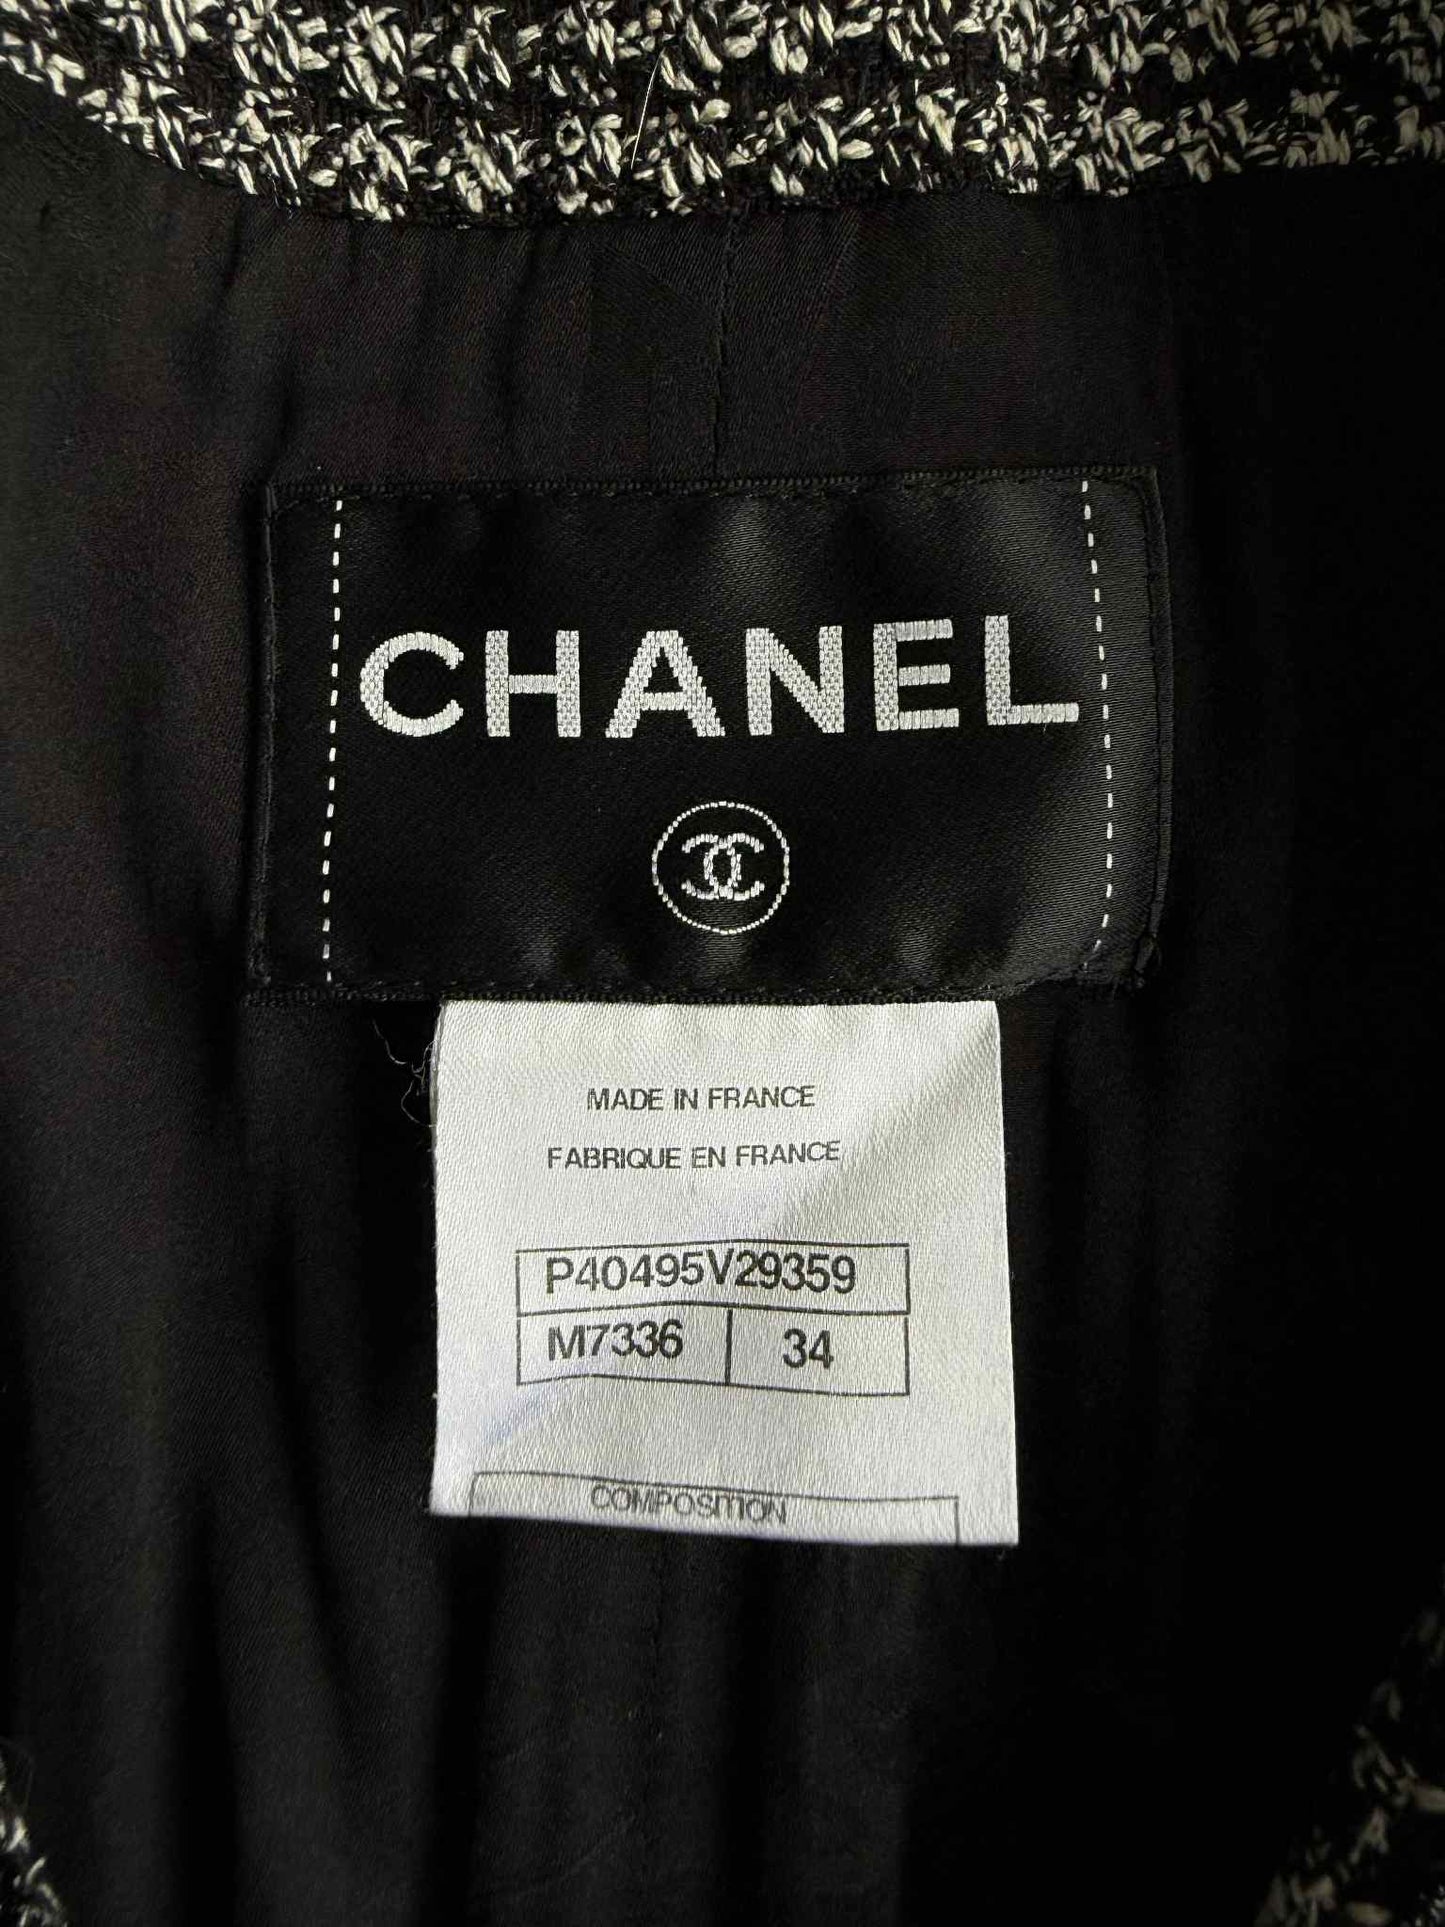 CHANEL
MADE IN FRANCE
FABRIQUE EN FRANCE
P40495V29359
M7336 34
COMPOSITION